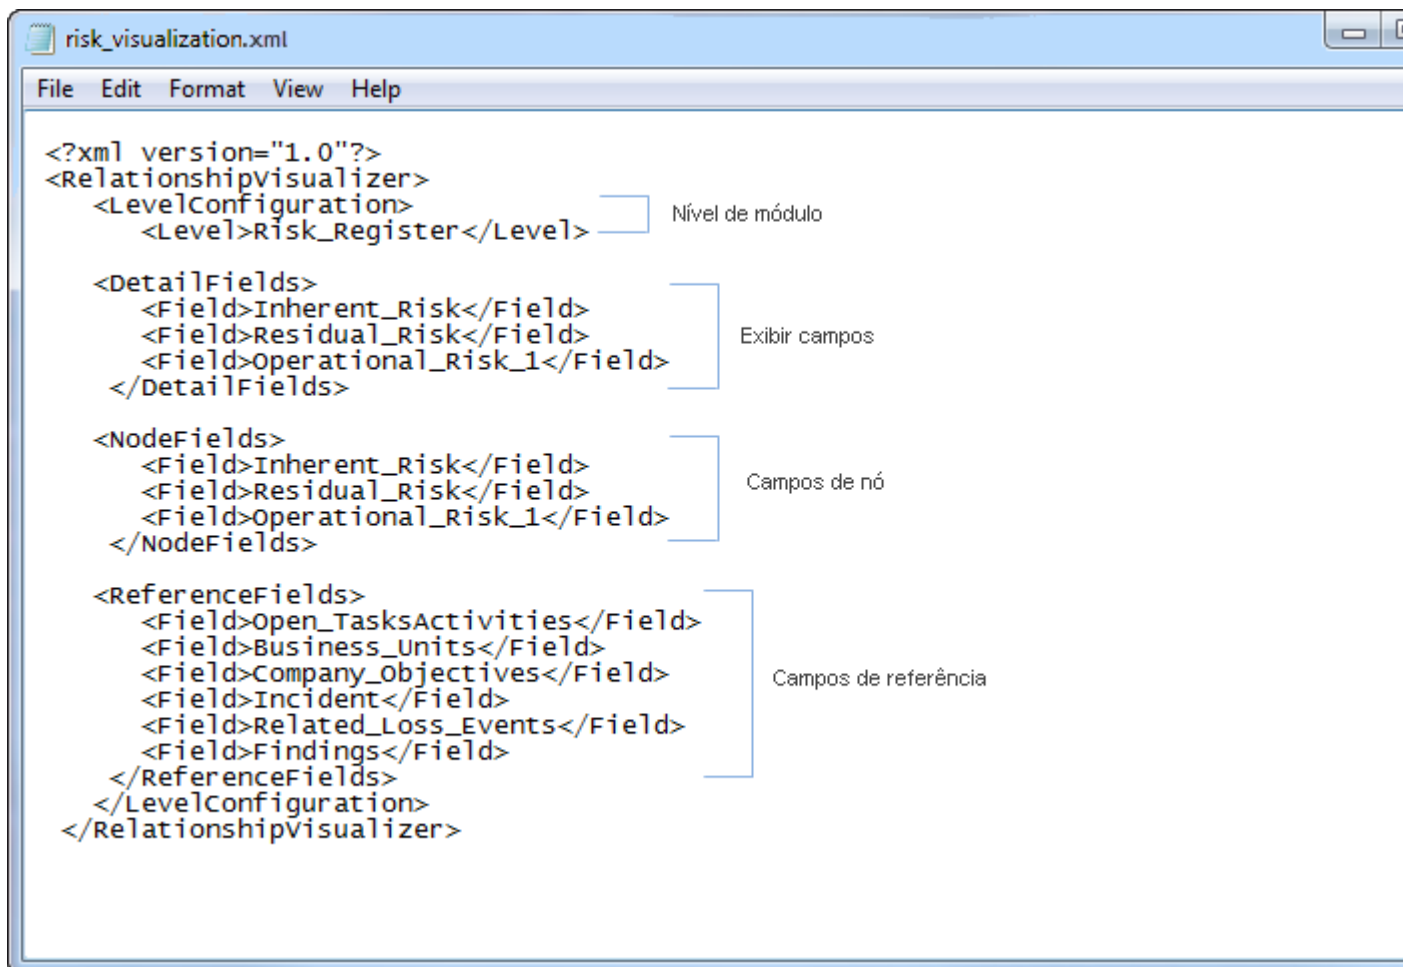 risk_visualization.xml
File Edit Format View Help
<?xml version="1.0"?>
<RelationshipVisualizer>
<LevelConfiguration>
Nível de módulo
<Level>Risk_Register</Level>
<DetailFields>
<Field>Inherent_Risk</Field>
<Field>Residual_Risk</Field>
Exibir campos
<Field>Operational_Risk_1</Field>
</DetailFields>
<NodeFields>
<Field>Inherent_Risk</Field>
Campos de nó
<Field>Residual_Risk</Field>
<Field>Operational_Risk_1</Field>
</NodeFields>
<ReferenceFields>
<Field>Open_TasksActivities</Field>
<Field>Business_Units</Field>
<Field>Company_Objectives</Field>
Campos de referência
<Field>Incident</Field>
<Field>Related_Loss_Events</Field>
<Field>Findings</Field>
</ReferenceFields>
</LevelConfiguration>
</RelationshipVisualizer>